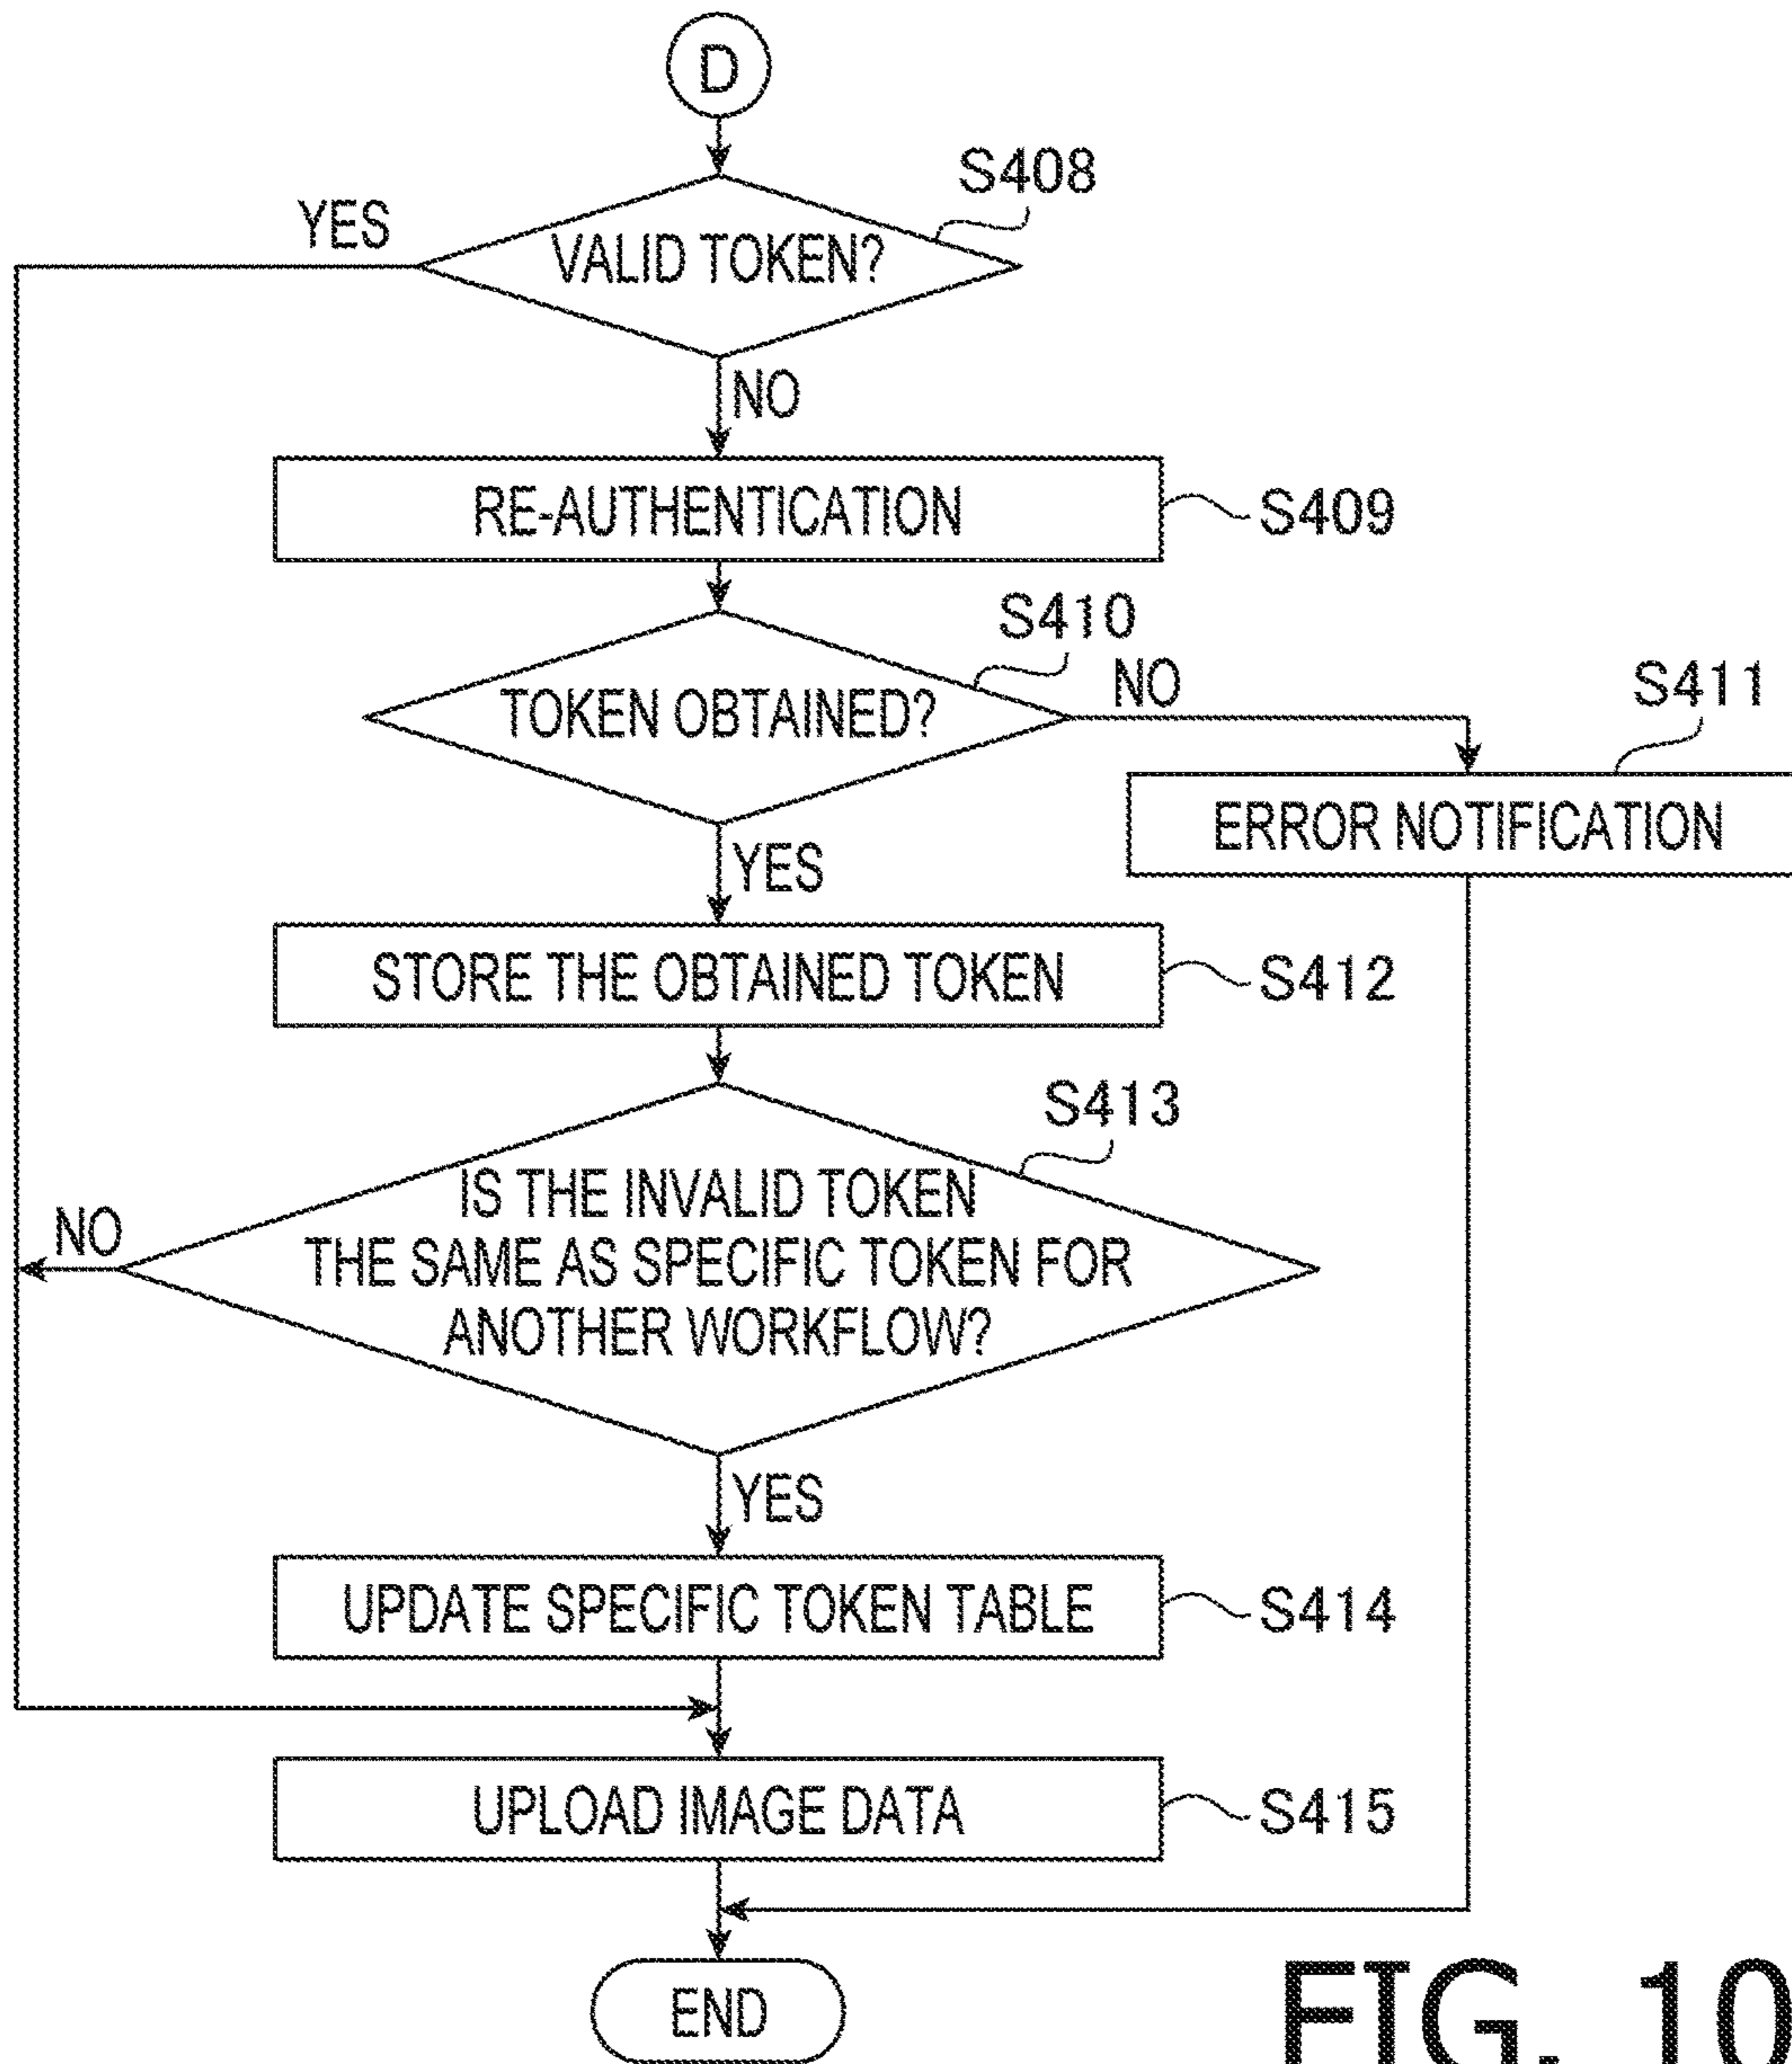 D
S408
YES
VALID TOKEN?
NO
RE-AUTHENTICATION
S409
S410
NO
TOKEN OBTAINED?
S411
ERROR NOTIFICATION
YES
STORE THE OBTAINED TOKEN
S412
S413
IS THE INVALID TOKEN
NO
THE SAME AS SPECIFIC TOKEN FOR
ANOTHER WORKFLOW?
YES
UPDATE SPECIFIC TOKEN TABLE
S414
UPLOAD IMAGE DATA
S415
END
FIG. 10